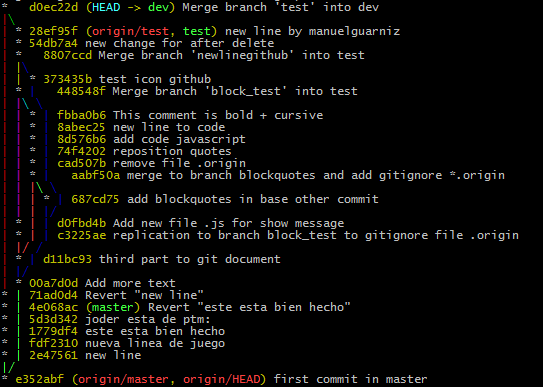 * d0ec22d (HEAD -> dev) Merge branch 'test' into dev
|\
| * 28ef95f (origin/test, test) new line by manuelguarniz
| * 54db7a4 new change for after delete
| * 8807ccd Merge branch 'newlinegithub' into test
| |\
| | * 373435b test icon github
| * | 448548f Merge branch 'block_test' into test
| |\ \
| | * | fbba0b6 This comment is bold + cursive
| | * | 8abec25 new line to code
| | * | 8d576b6 add code javascript
| | * | 74f4202 reposition quotes
| | * | cad507b remove file .origin
| | * | aabf50a merge to branch blockquotes and add gitignore *.origin
| | |\ \
| | | * | 687cd75 add blockquotes in base other commit
| | | |/
| | * | d0fbd4b Add new file .js for show message
| | * | c3225ae replication to branch block_test to gitignore file .origin
| |/ /
| * | d11bc93 third part to git document
| |/
| * 00a7d0d Add more text
* | 71ad0d4 Revert "new line"
* | 4e068ac (master) Revert "este esta bien hecho"
* | 5d3d342 joder esta de ptm:
* | 1779df4 este esta bien hecho
* | fdf2310 nueva linea de juego
* | 2e47561 new line
|/
* e352abf (origin/master, origin/HEAD) first commit in master